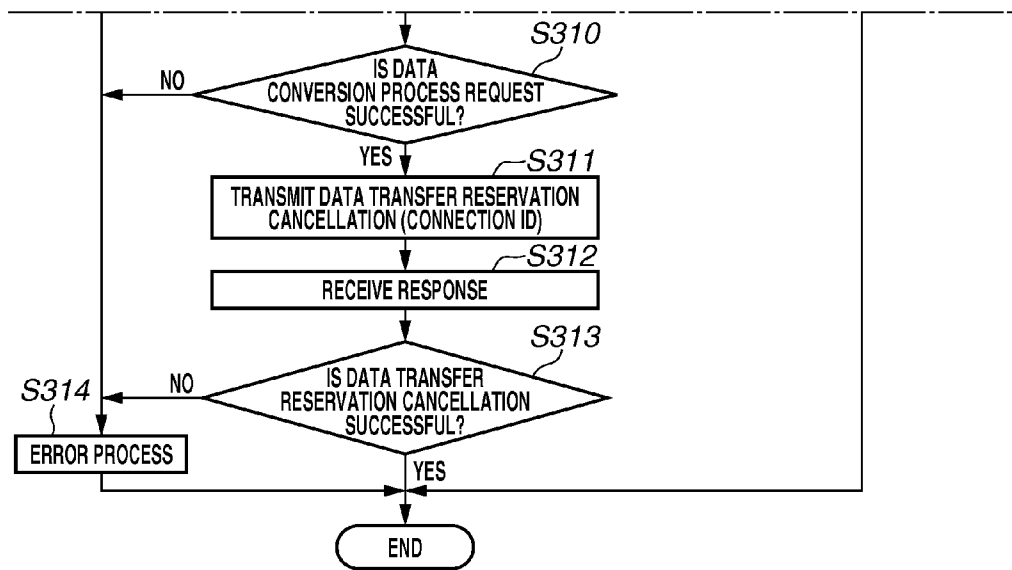 S310
IS DATA
CONVERSION PROCESS REQUEST
SUCCESSFUL?
NO
YES
S311
TRANSMIT DATA TRANSFER RESERVATION
CANCELLATION (CONNECTION ID)
S312
RECEIVE RESPONSE
S313
IS DATA TRANSFER
RESERVATION CANCELLATION
SUCCESSFUL?
NO
S314
ERROR PROCESS
YES
END